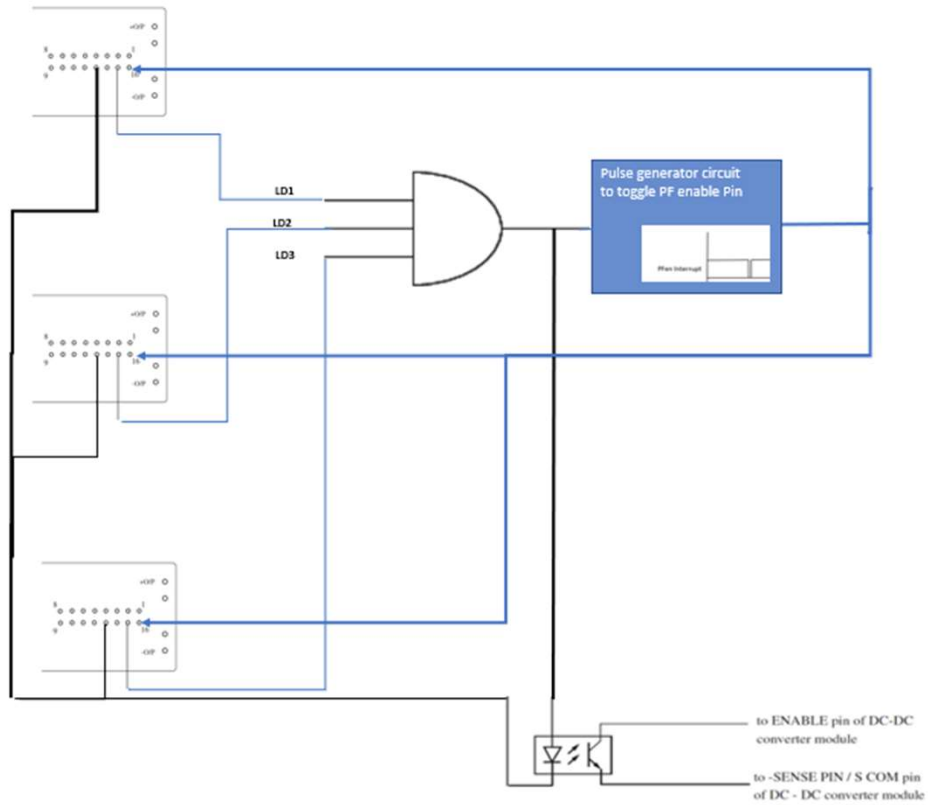 +O/P
8
1
9
16
-O/P
Pulse generator circuit
to toggle PF enable Pin
LD1
LD2
LD3
PFen Interrupt
+O/P
8
1
9
16
-O/P
+O/P
8
1
9
16
-O/P
to ENABLE pin of DC-DC
converter module
to -SENSE PIN / S COM pin
of DC - DC converter module